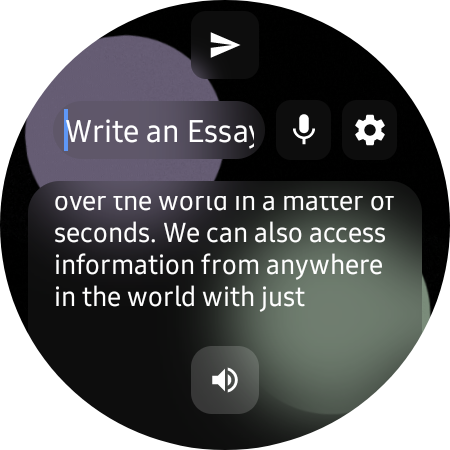 Write an Essay
over the world in a matter of
seconds. We can also access
information from anywhere
in the world with just